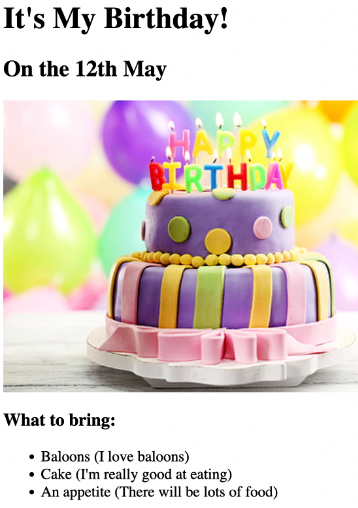 It's My Birthday!
On the 12th May
HAPPY
BIRTHDAY
What to bring:
Baloons (I love baloons)
Cake (I'm really good at eating)
An appetite (There will be lots of food)